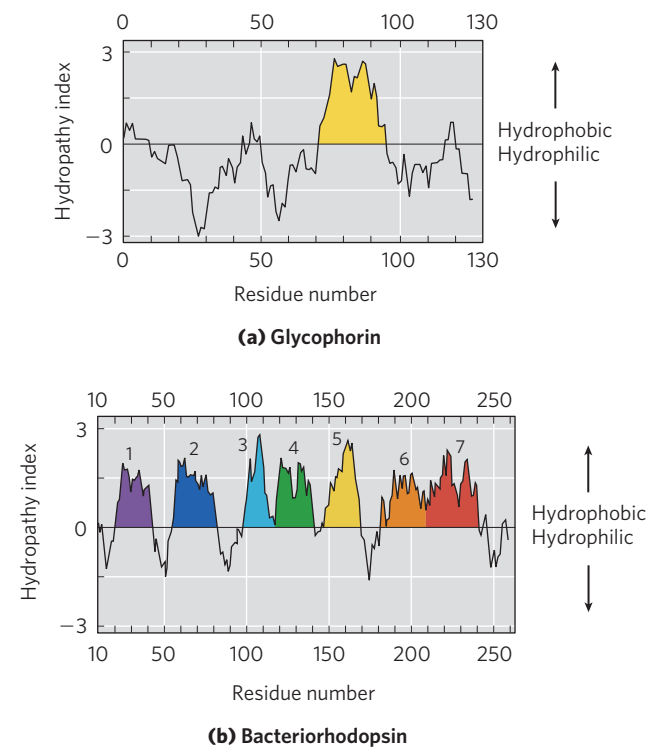 0 50 100 130
3
0
−3
Hydropathy index
Hydrophobic
Hydrophilic
0 50 100 130
Residue number
(a) Glycophorin
10 50 100 150 200 250
3
0
−3
Hydropathy index
1 2 3 4 5 6 7
Hydrophobic
Hydrophilic
10 50 100 150 200 250
Residue number
(b) Bacteriorhodopsin